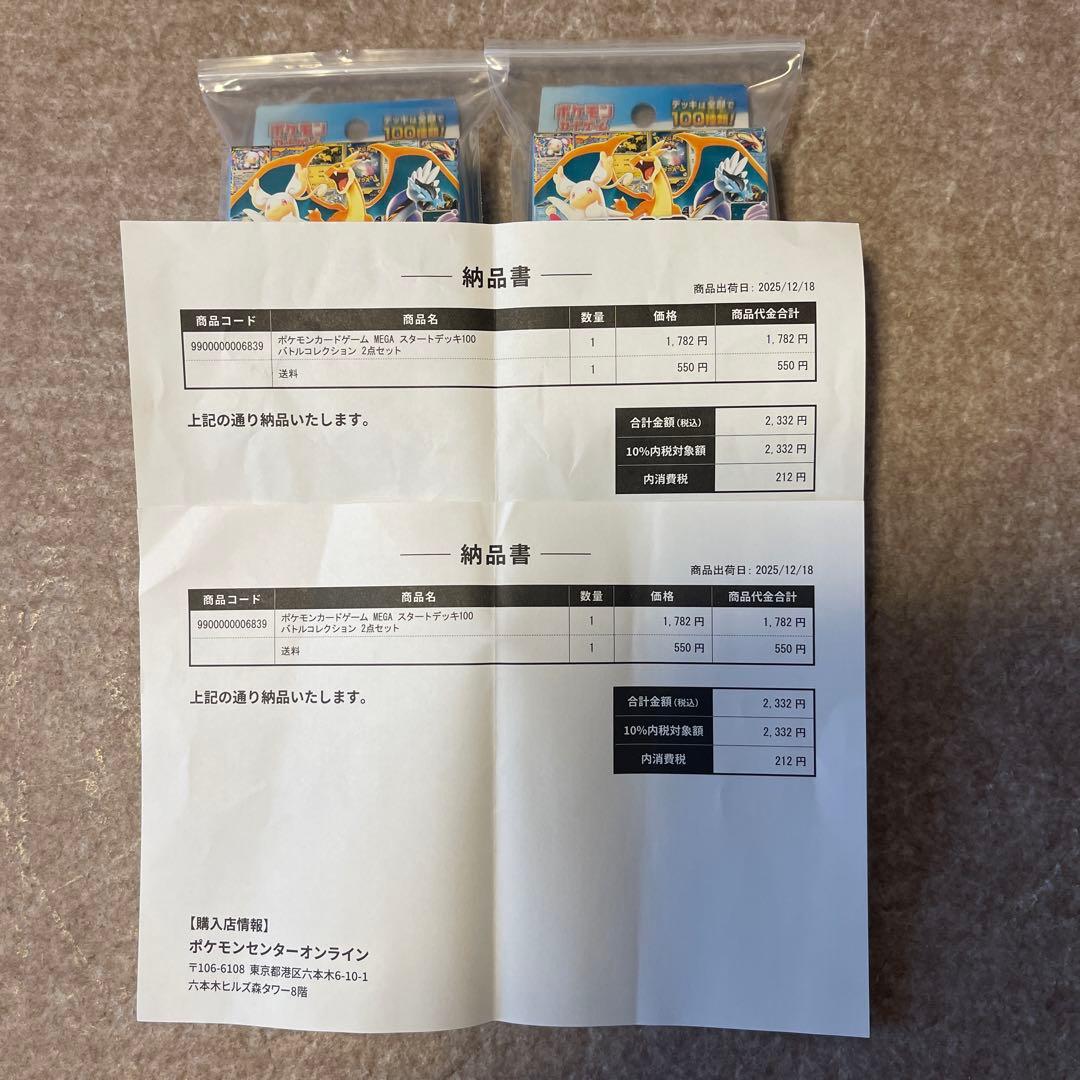 ポケモン
カードゲーム
デッキは全部で
100種類!
ポケモン
カードゲーム
デッキは全部で
100種類!
納品書
商品出荷日: 2025/12/18
商品コード 商品名 数量 価格 商品代金合計
9900000006839 ポケモンカードゲーム MEGA スタートデッキ100 1 1,782 円 1,782 円
バトルコレクション 2点セット
送料 1 550 円 550 円
上記の通り納品いたします。
合計金額(税込) 2,332 円
10%内税対象額 2,332 円
内消費税 212 円
納品書
商品出荷日: 2025/12/18
商品コード 商品名 数量 価格 商品代金合計
9900000006839 ポケモンカードゲーム MEGA スタートデッキ100 1 1,782 円 1,782 円
バトルコレクション 2点セット
送料 1 550 円 550 円
上記の通り納品いたします。
合計金額(税込) 2,332 円
10%内税対象額 2,332 円
内消費税 212 円
【購入店情報】
ポケモンセンターオンライン
〒106-6108 東京都港区六本木6-10-1
六本木ヒルズ森タワー8階